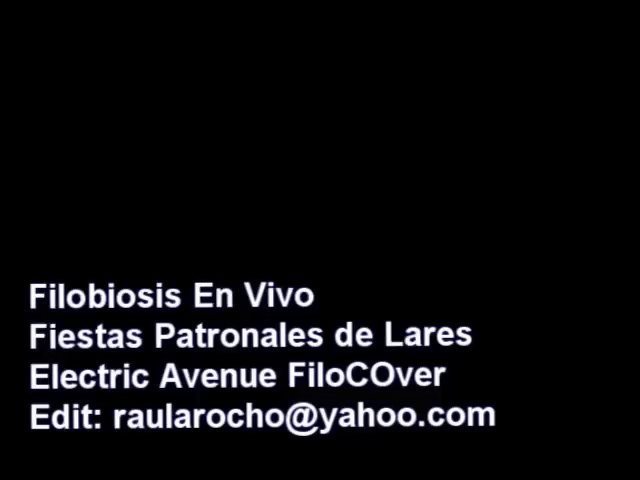 Filobiosis En Vivo
Fiestas Patronales de Lares
Electric Avenue FiloCOver
Edit: raularocho@yahoo.com